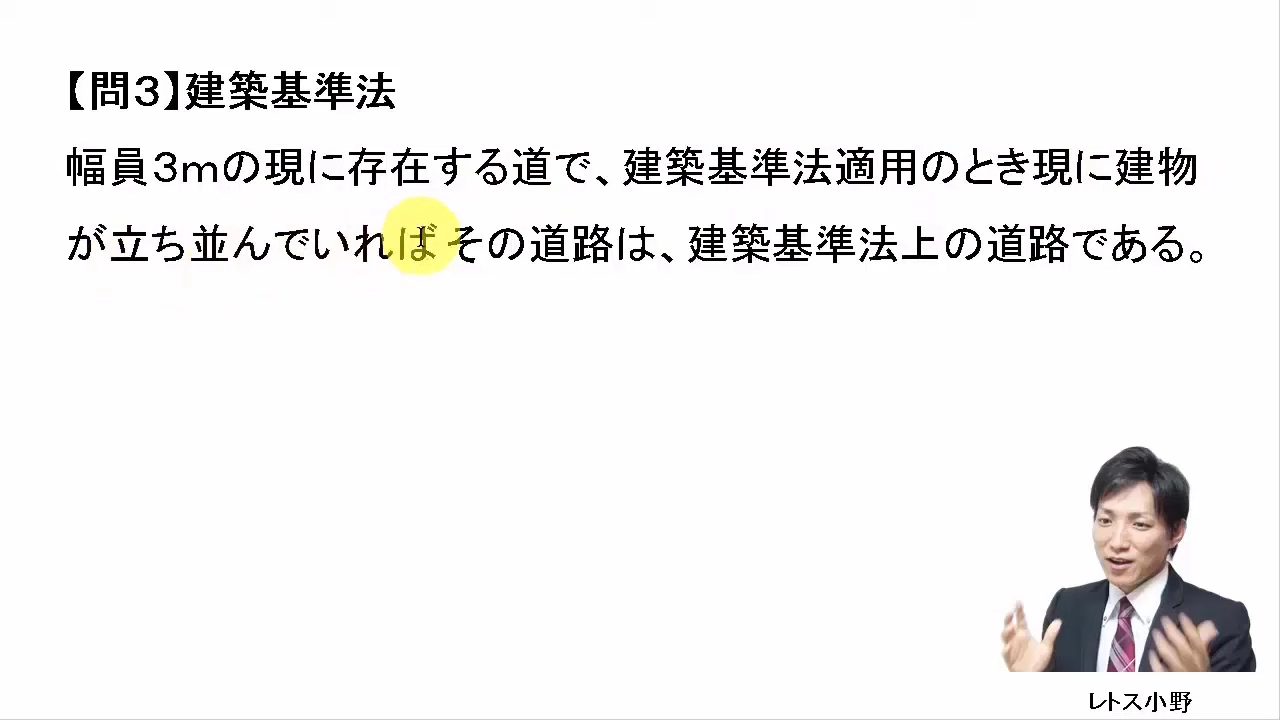 【問３】建築基準法
幅員３ｍの現に存在する道で、建築基準法適用のとき現に建物
が立ち並んでいればその道路は、建築基準法上の道路である。
レトス小野